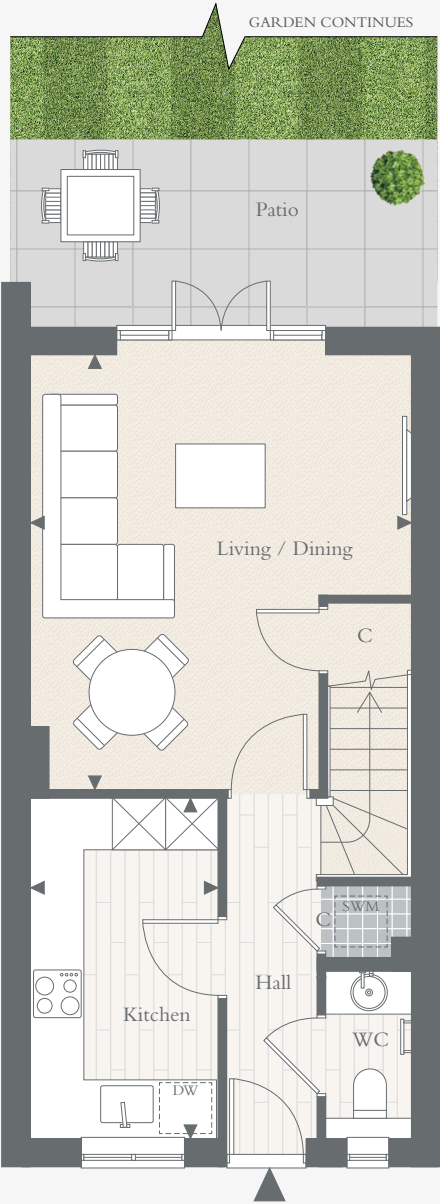 GARDEN CONTINUES
Patio
Living / Dining
C
SWM
C
Hall
Kitchen
WC
DW